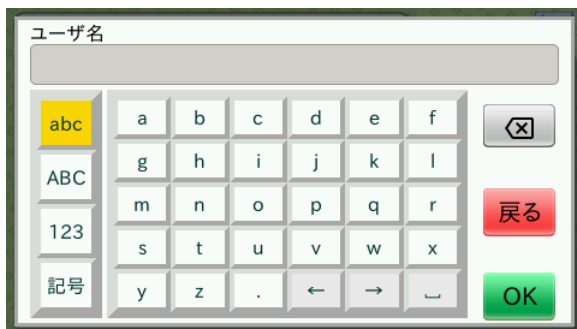 ユーザ名
abc a b c d e f
ABC g h i j k l
m n o p q r 戻る
123 s t u v w x
記号 y z . ← → ⎵ OK